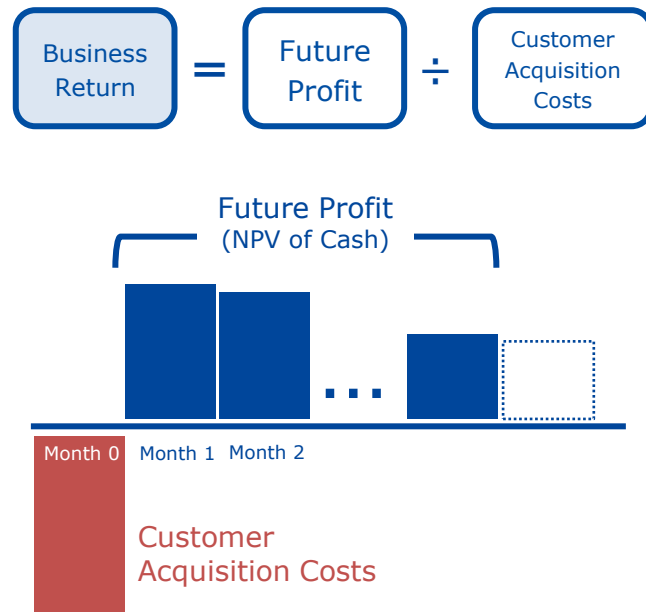 Business
Return
=
Future
Profit
÷
Customer
Acquisition
Costs
Future Profit
(NPV of Cash)
...
Month 0
Month 1
Month 2
Customer
Acquisition Costs